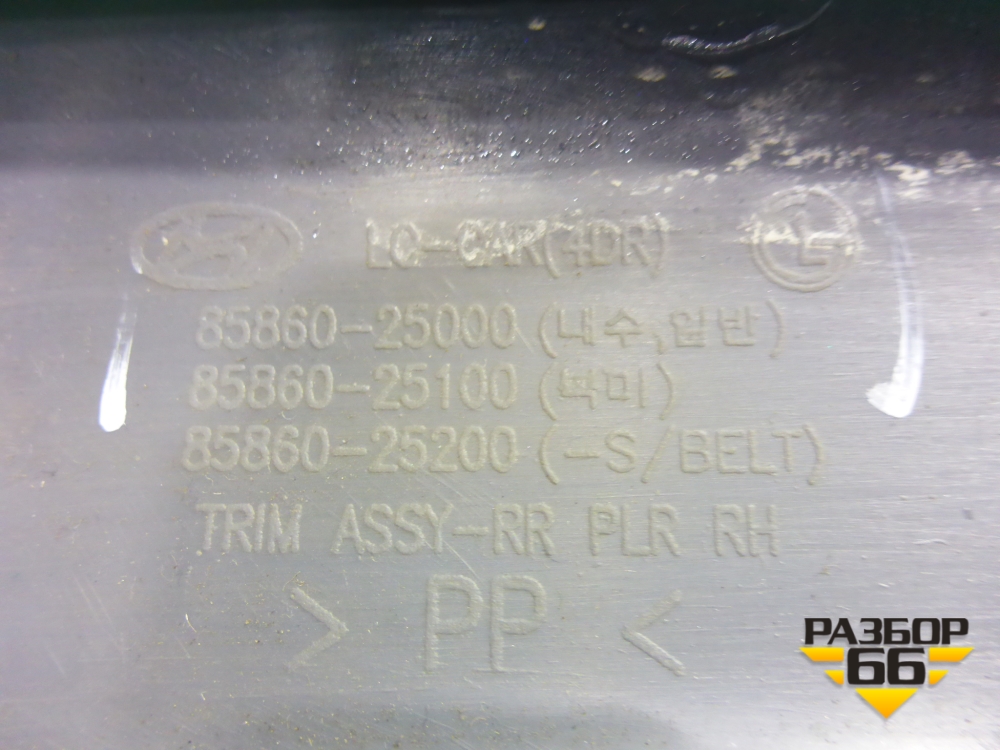 LC-CAR(4DR)
85860-25000 (내수,일반)
85860-25100 (북미)
85860-25200 (-S/BELT)
TRIM ASSY-RR PLR RH
>PP<
РАЗБОР
66